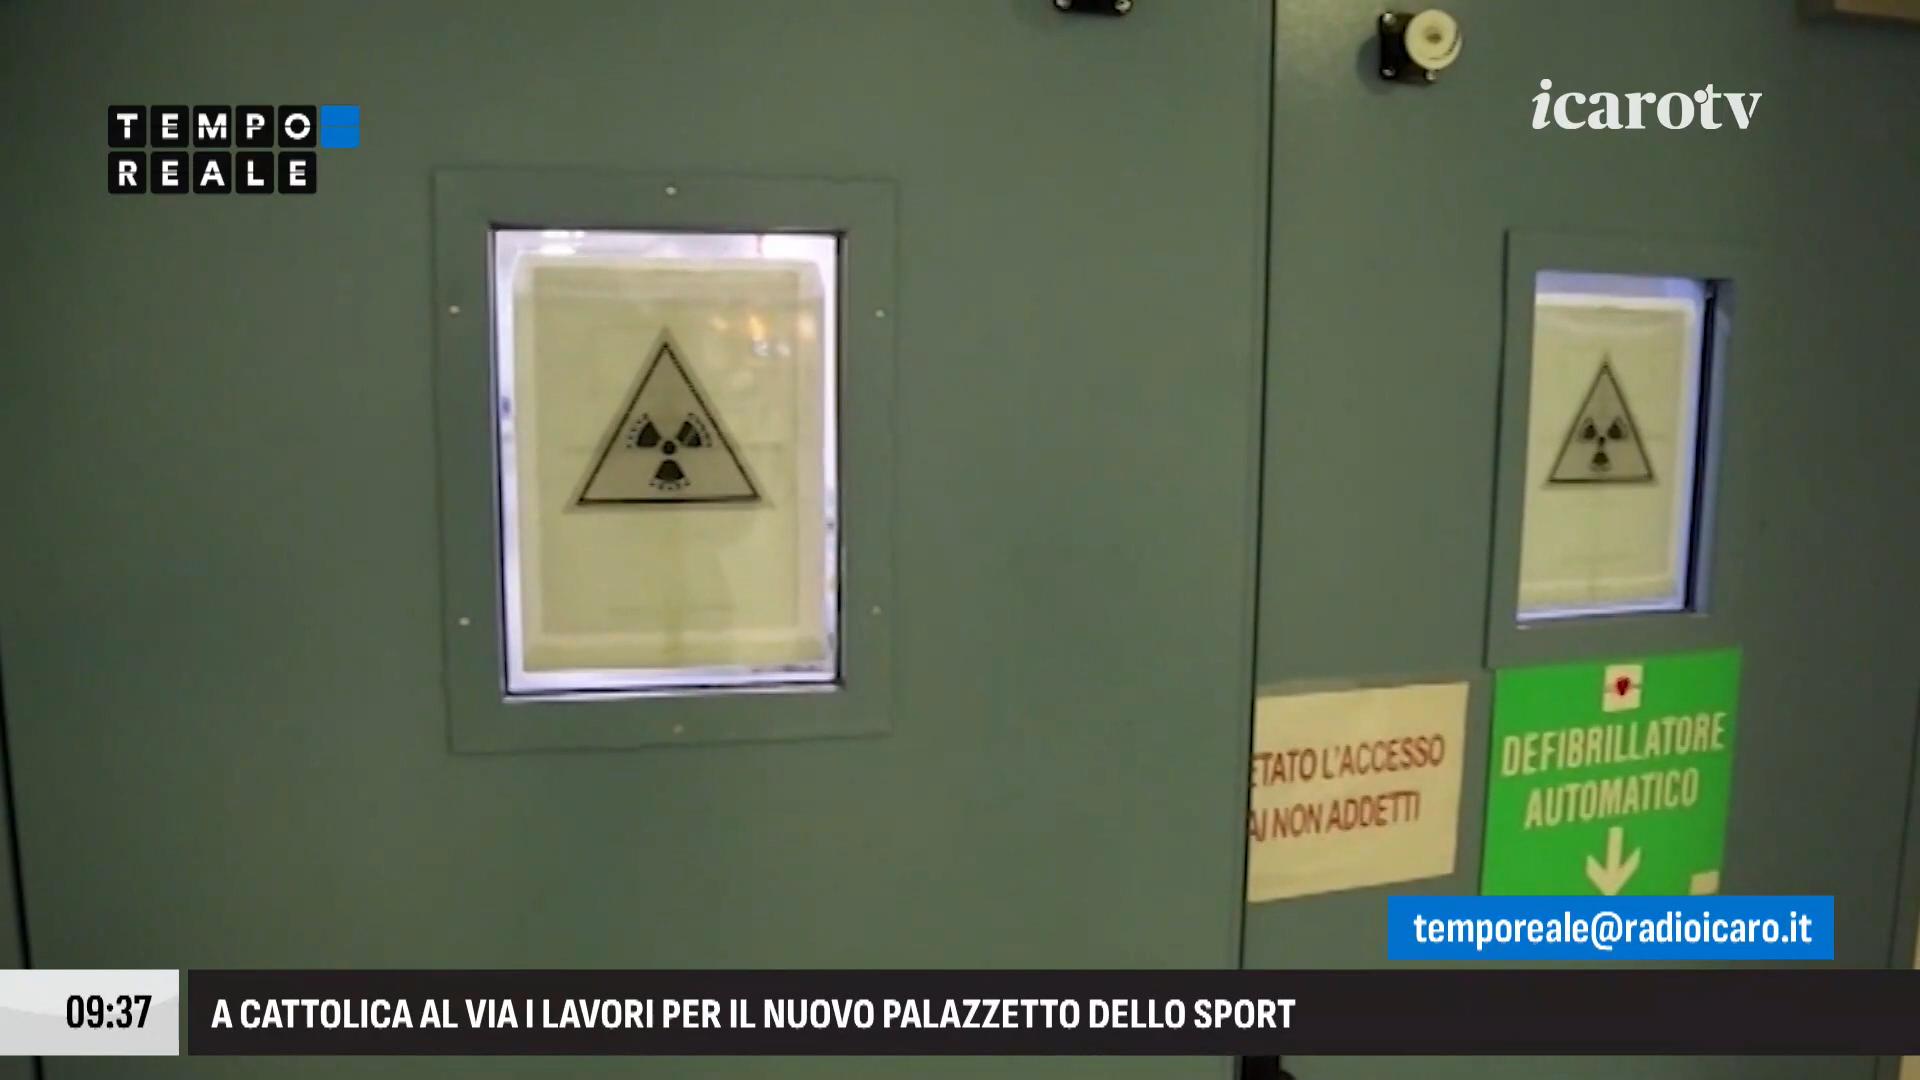 TEMPO
REALE
icarotv
ETATO L'ACCESSO
AI NON ADDETTI
DEFIBRILLATORE
AUTOMATICO
temporeale@radioicaro.it
09:37
A CATTOLICA AL VIA I LAVORI PER IL NUOVO PALAZZETTO DELLO SPORT